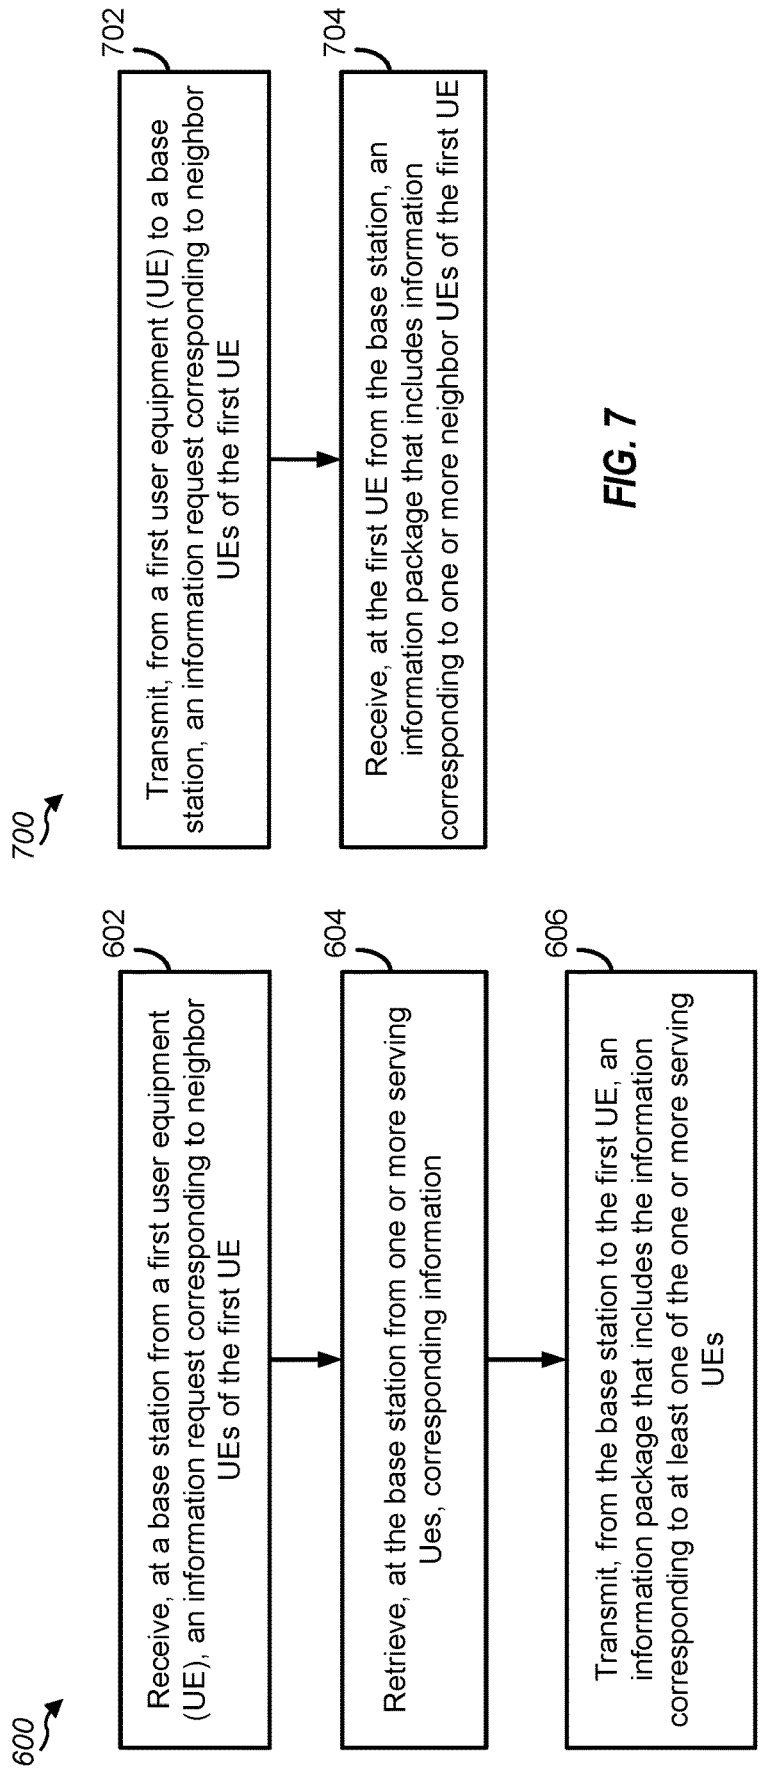 600
602
Receive, at a base station from a first user equipment
(UE), an information request corresponding to neighbor
UEs of the first UE
604
Retrieve, at the base station from one or more serving
Ues, corresponding information
606
Transmit, from the base station to the first UE, an
information package that includes the information
corresponding to at least one of the one or more serving
UEs
700
702
Transmit, from a first user equipment (UE) to a base
station, an information request corresponding to neighbor
UEs of the first UE
704
Receive, at the first UE from the base station, an
information package that includes information
corresponding to one or more neighbor UEs of the first UE
FIG. 7